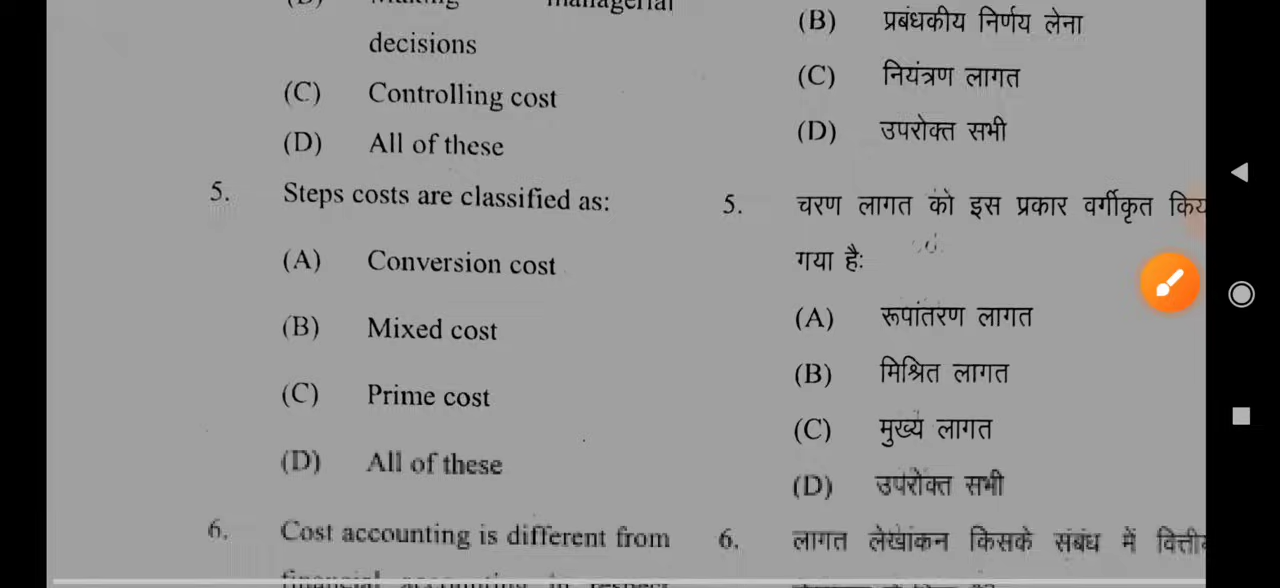 decisions
(C) Controlling cost
(D) All of these
5. Steps costs are classified as:
(A) Conversion cost
(B) Mixed cost
(C) Prime cost
(D) All of these
6. Cost accounting is different from
(B) प्रबंधकीय निर्णय लेना
(C) नियंत्रण लागत
(D) उपरोक्त सभी
5. चरण लागत को इस प्रकार वर्गीकृत
गया है:
(A) रूपांतरण लागत
(B) मिश्रित लागत
(C) मुख्य लागत
(D) उपरोक्त सभी
6. लागत लेखांकन किसके संबंध में